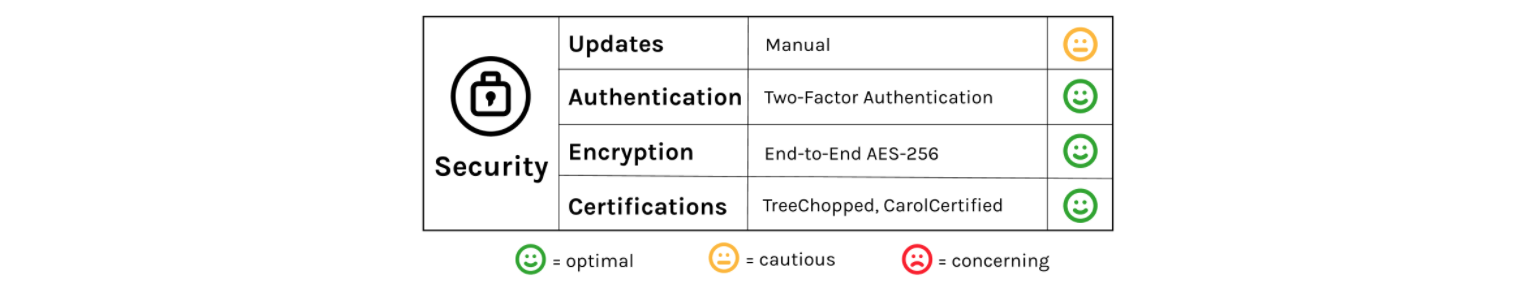 Updates Manual
Authentication Two-Factor Authentication
Security
Encryption End-to-End AES-256
Certifications TreeChopped, CarolCertified
= optimal = cautious = concerning